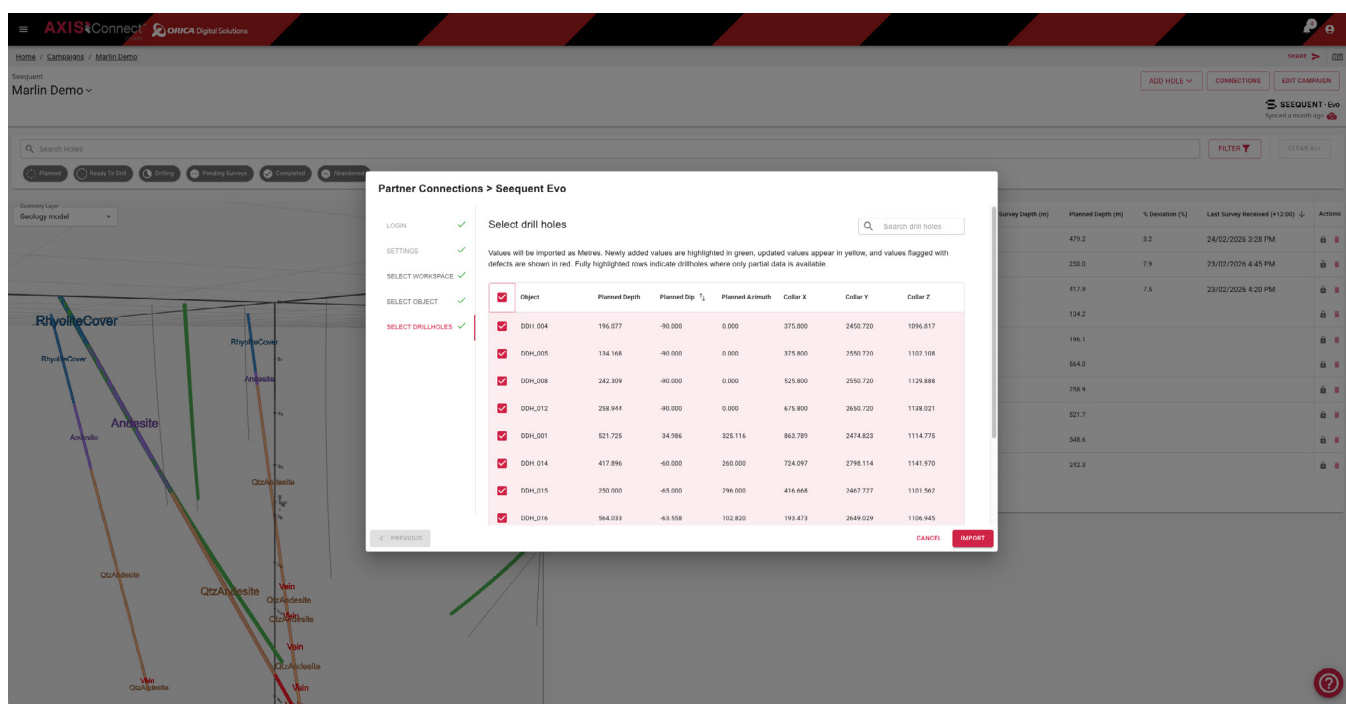 AXIS Connect ORICA Digital Solutions
Home / Campaigns / Marlin Demo
SHARE
Seequent
Marlin Demo
ADD HOLE
CONNECTIONS
EDIT CAMPAIGN
SEEQUENT · Evo
Synced a month ago
Search Holes
FILTER
CLEAR ALL
Planned
Ready To Drill
Drilling
Pending Surveys
Completed
Abandoned
Geometry Layer
Geology model
Survey Depth (m) Planned Depth (m) % Deviation (%) Last Survey Received (+12:00) Actions
479.2 3.2 24/02/2026 3:28 PM
250.0 7.9 23/02/2026 4:45 PM
417.9 7.5 23/02/2026 4:20 PM
134.2
196.1
564.0
258.9
521.7
548.6
242.3
Partner Connections > Seequent Evo
LOGIN
SETTINGS
SELECT WORKSPACE
SELECT OBJECT
SELECT DRILLHOLES
Select drill holes
Search drill holes
Values will be imported as Metres. Newly added values are highlighted in green, updated values appear in yellow, and values flagged with
defects are shown in red. Fully highlighted rows indicate drillholes where only partial data is available.
Object Planned Depth Planned Dip Planned Azimuth Collar X Collar Y Collar Z
DDH_004 196.077 -90.000 0.000 375.800 2450.720 1096.817
DDH_005 134.168 -90.000 0.000 375.800 2550.720 1102.108
DDH_008 242.309 -90.000 0.000 525.800 2550.720 1129.888
DDH_012 258.944 -90.000 0.000 675.800 2650.720 1138.021
DDH_001 521.725 34.986 325.116 863.789 2474.823 1114.775
DDH_014 417.896 -60.000 260.000 724.097 2798.114 1141.970
DDH_015 250.000 -65.000 296.000 416.668 2467.727 1101.562
DDH_016 564.033 -63.558 102.820 193.473 2649.029 1106.945
PREVIOUS
CANCEL
IMPORT
RhyoliteCover
RhyoliteCover
RhyoliteCover
Andesite
Andesite
Andesite
QtzAndesite
QtzAndesite
QtzAndesite
Vein
QtzAndesite
Vein
QtzAndesite
Vein
QtzAndesite
Vein
QtzAndesite
Vein